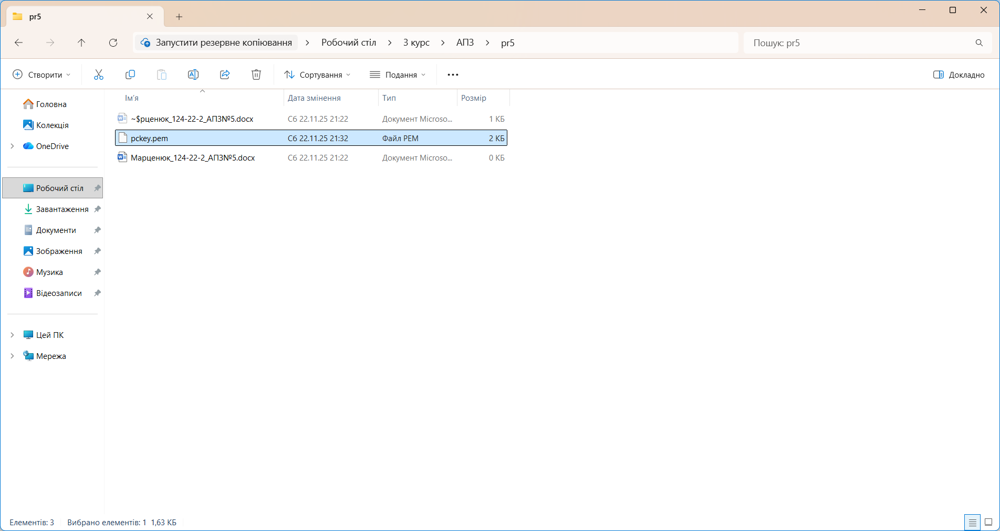 pr5
Запустити резервне копіювання > Робочий стіл > 3 курс > АПЗ > pr5
Пошук: pr5
Створити
Сортування
Подання
Докладно
Ім'я Дата змінення Тип Розмір
~$рценюк_124-22-2_АПЗ№5.docx Сб 22.11.25 21:22 Документ Microso... 1 КБ
pckey.pem Сб 22.11.25 21:32 Файл PEM 2 КБ
Марценюк_124-22-2_АПЗ№5.docx Сб 22.11.25 21:22 Документ Microso... 0 КБ
Головна
Колекція
OneDrive
Робочий стіл
Завантаження
Документи
Зображення
Музика
Відеозаписи
Цей ПК
Мережа
Елементів: 3 Вибрано елементів: 1 1,63 КБ